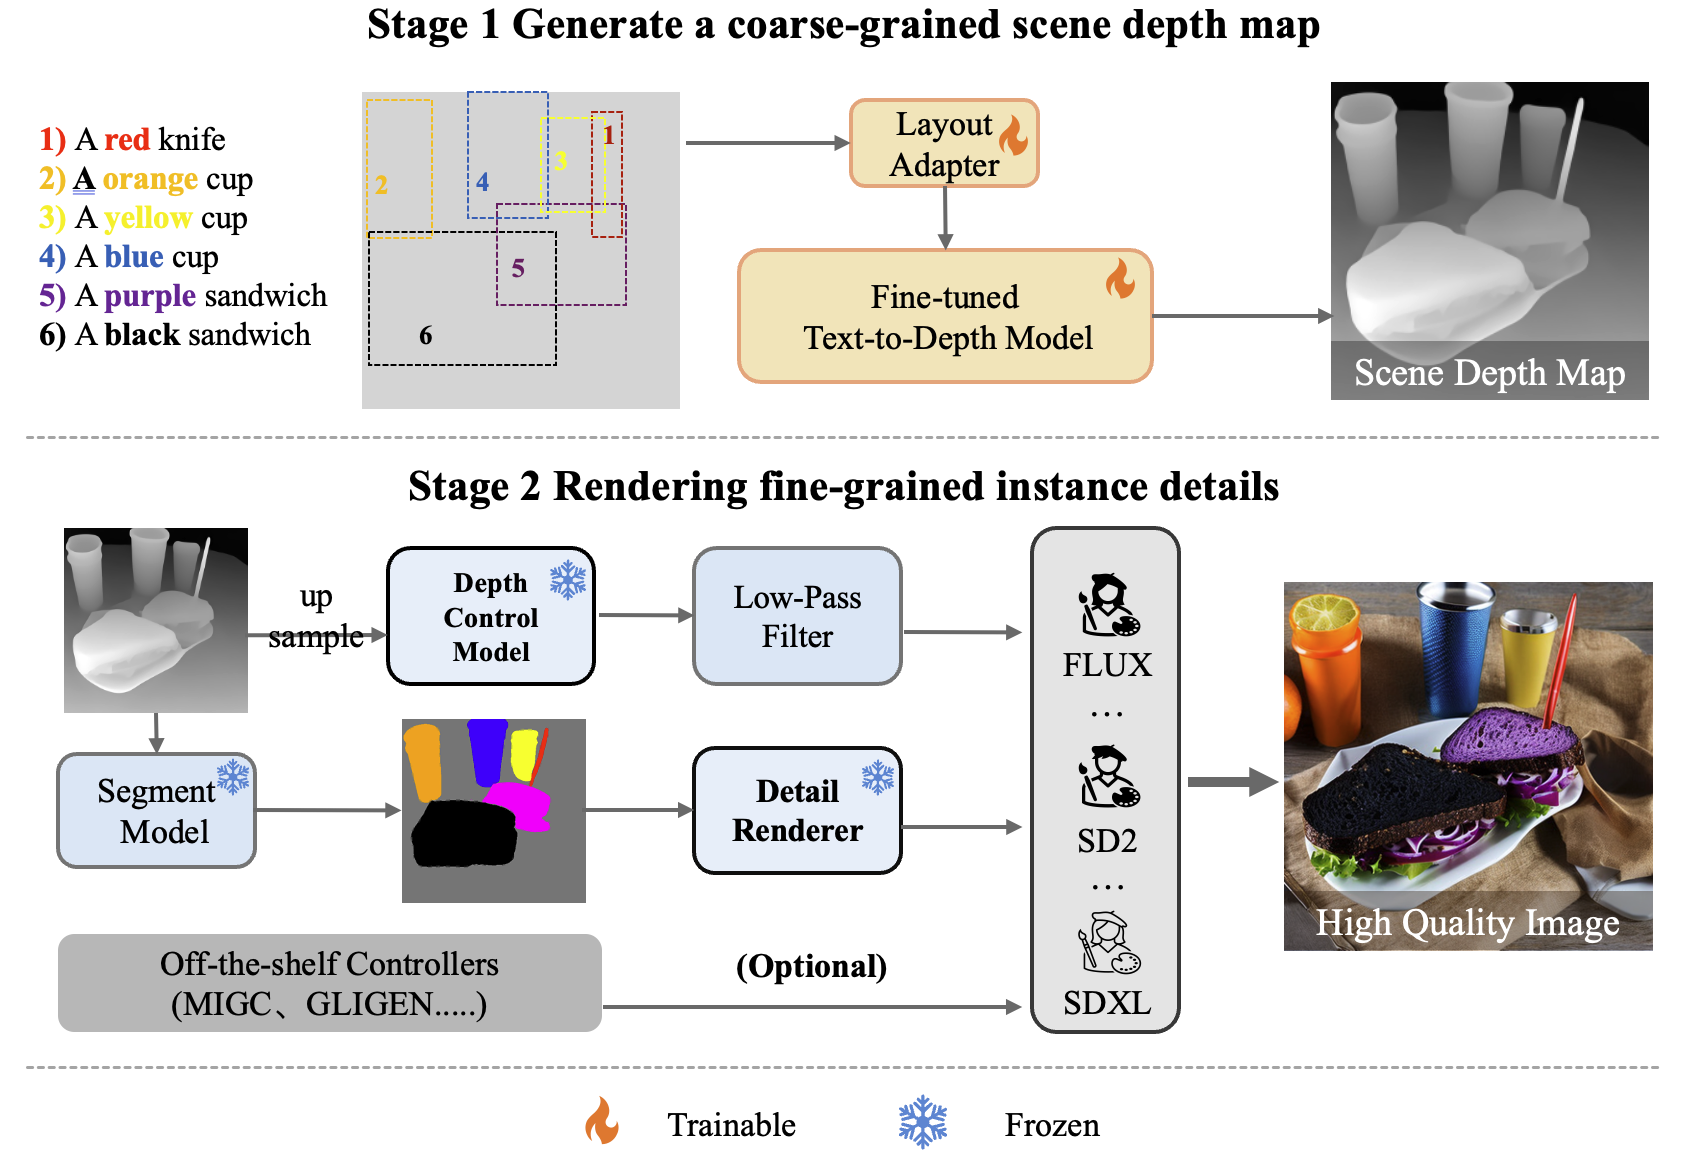 Stage 1 Generate a coarse-grained scene depth map
1) A red knife
2) A orange cup
3) A yellow cup
4) A blue cup
5) A purple sandwich
6) A black sandwich
1
2
3
4
5
6
Layout
Adapter
Fine-tuned
Text-to-Depth Model
Scene Depth Map
Stage 2 Rendering fine-grained instance details
up
sample
Depth
Control
Model
Low-Pass
Filter
Segment
Model
Detail
Renderer
Off-the-shelf Controllers
(MIGC、GLIGEN.....)
(Optional)
FLUX
...
SD2
...
SDXL
High Quality Image
Trainable
Frozen